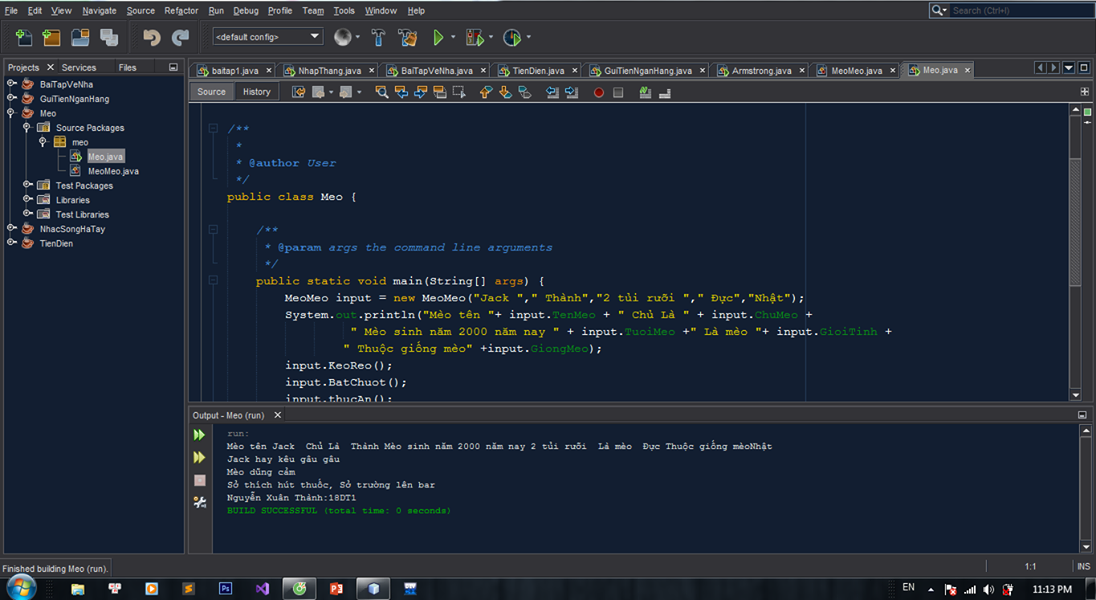 File Edit View Navigate Source Refactor Run Debug Profile Team Tools Window Help
Search (Ctrl+I)
<default config>
Projects Services Files
baitap1.java NhapThang.java BaiTapVeNha.java TienDien.java GuiTienNganHang.java Armstrong.java MeoMeo.java Meo.java
Source History
BaiTapVeNha
GuiTienNganHang
Meo
Source Packages
meo
Meo.java
MeoMeo.java
Test Packages
Libraries
Test Libraries
NhacSongHaTay
TienDien
/**
*
* @author User
*/
public class Meo {
/**
* @param args the command line arguments
*/
public static void main(String[] args) {
MeoMeo input = new MeoMeo("Jack "," Thành","2 túi rưỡi "," Đực","Nhật");
System.out.println("Mèo tên "+ input.TenMeo + " Chủ Là " + input.ChuMeo +
" Mèo sinh năm 2000 năm nay " + input.TuoiMeo +" Là mèo "+ input.GioiTinh +
" Thuộc giống mèo" +input.GiongMeo);
input.KeoReo();
input.BatChuot();
input.thucAn();
Output - Meo (run)
run:
Mèo tên Jack  Chủ Là  Thành Mèo sinh năm 2000 năm nay 2 túi rưỡi  Là mèo  Đực Thuộc giống mèoNhật
Jack hay kêu gâu gâu
Mèo dũng cảm
Sở thích hút thuốc, Sở trường lên bar
Nguyễn Xuân Thành:18DT1
BUILD SUCCESSFUL (total time: 0 seconds)
Finished building Meo (run).
1:1 INS
EN 11:13 PM